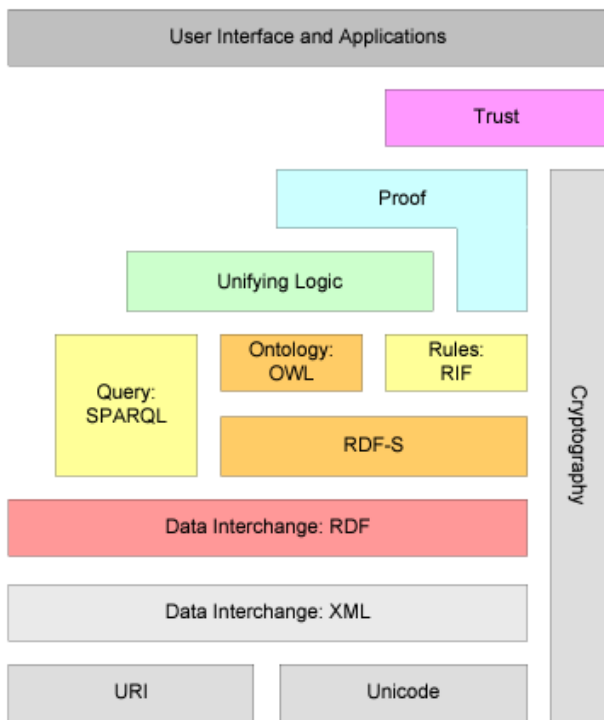 User Interface and Applications
Trust
Proof
Unifying Logic
Ontology:
OWL
Rules:
RIF
Query:
SPARQL
RDF-S
Cryptography
Data Interchange: RDF
Data Interchange: XML
URI
Unicode